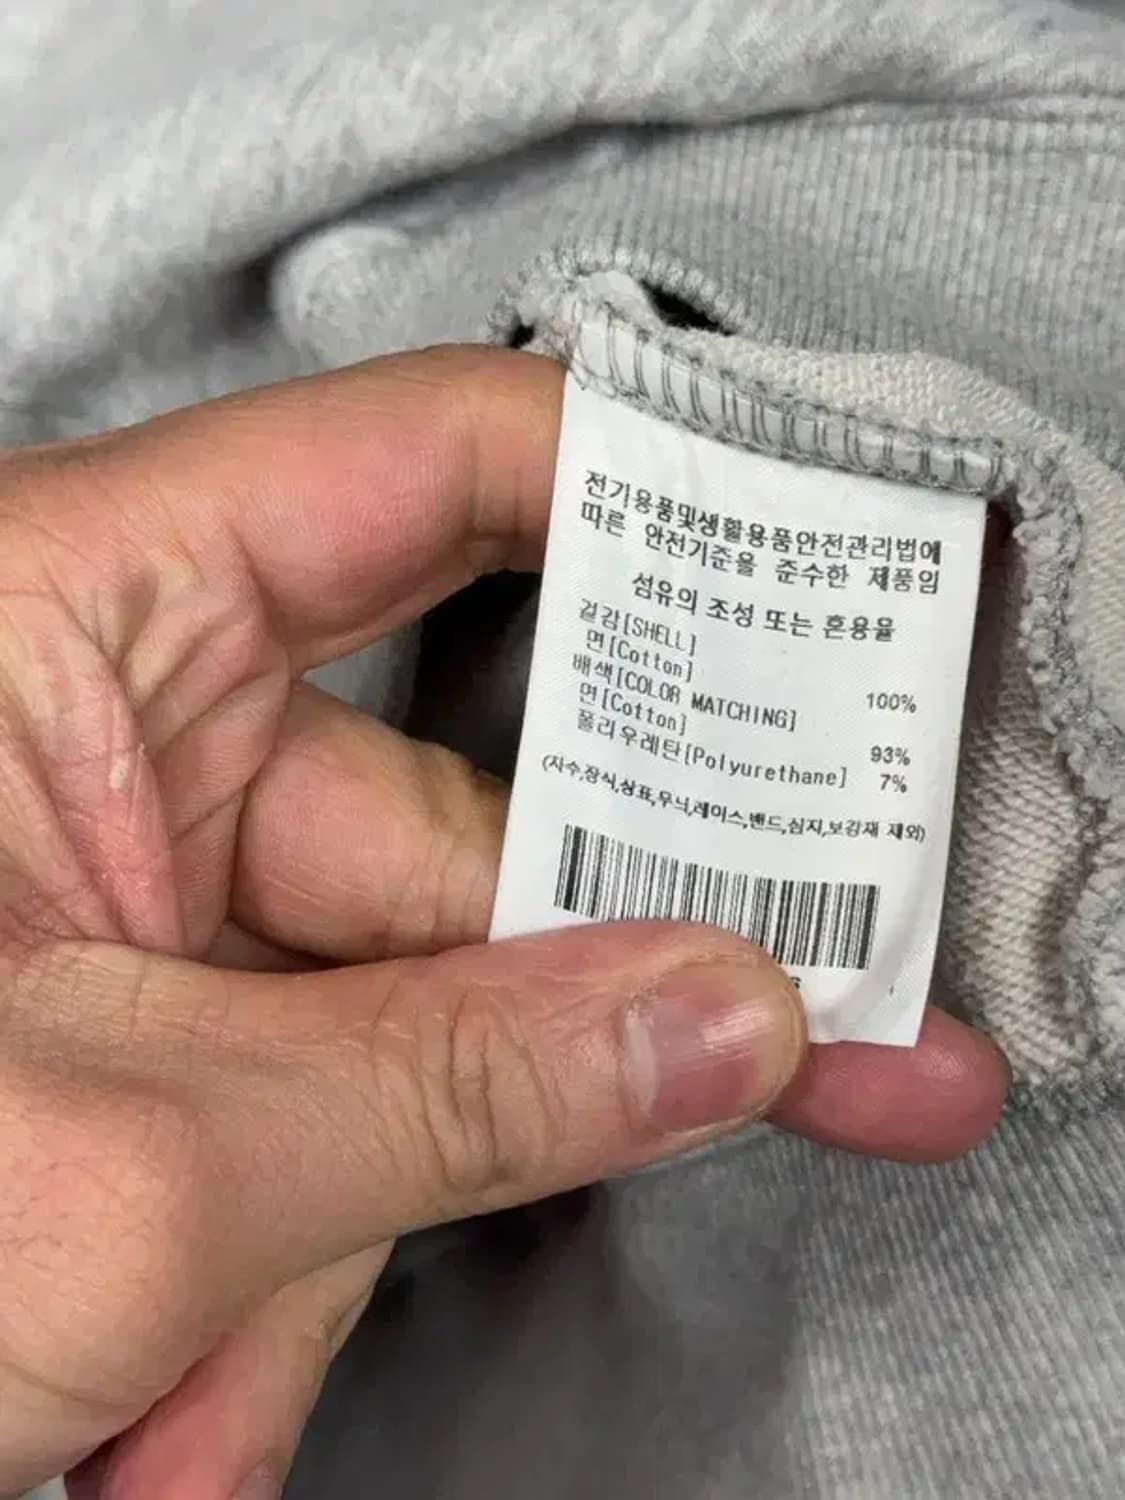 전기용품및생활용품안전관리법에
따른 안전기준을 준수한 제품임
섬유의 조성 또는 혼용율
겉감[SHELL]
면[Cotton] 100%
배색[COLOR MATCHING]
면[Cotton] 93%
폴리우레탄[Polyurethane] 7%
(자수,장식,상표,무늬,레이스,밴드,심지,보강재 제외)